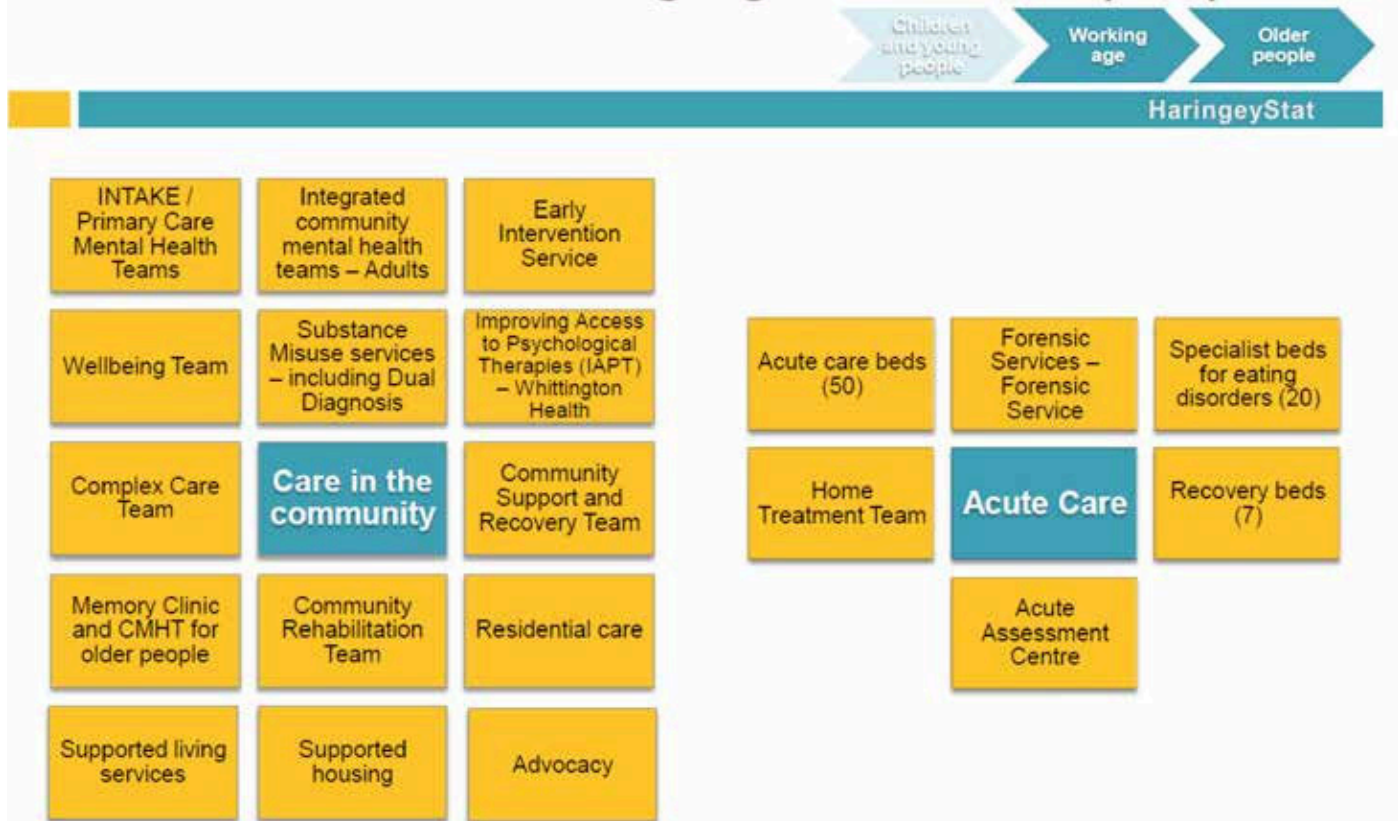 Children
and young
people
Working
age
Older
people
HaringeyStat
INTAKE /
Primary Care
Mental Health
Teams
Integrated
community
mental health
teams – Adults
Early
Intervention
Service
Wellbeing Team
Substance
Misuse services
– including Dual
Diagnosis
Improving Access
to Psychological
Therapies (IAPT)
– Whittington
Health
Complex Care
Team
Care in the
community
Community
Support and
Recovery Team
Memory Clinic
and CMHT for
older people
Community
Rehabilitation
Team
Residential care
Supported living
services
Supported
housing
Advocacy
Acute care beds
(50)
Forensic
Services –
Forensic
Service
Specialist beds
for eating
disorders (20)
Home
Treatment Team
Acute Care
Recovery beds
(7)
Acute
Assessment
Centre